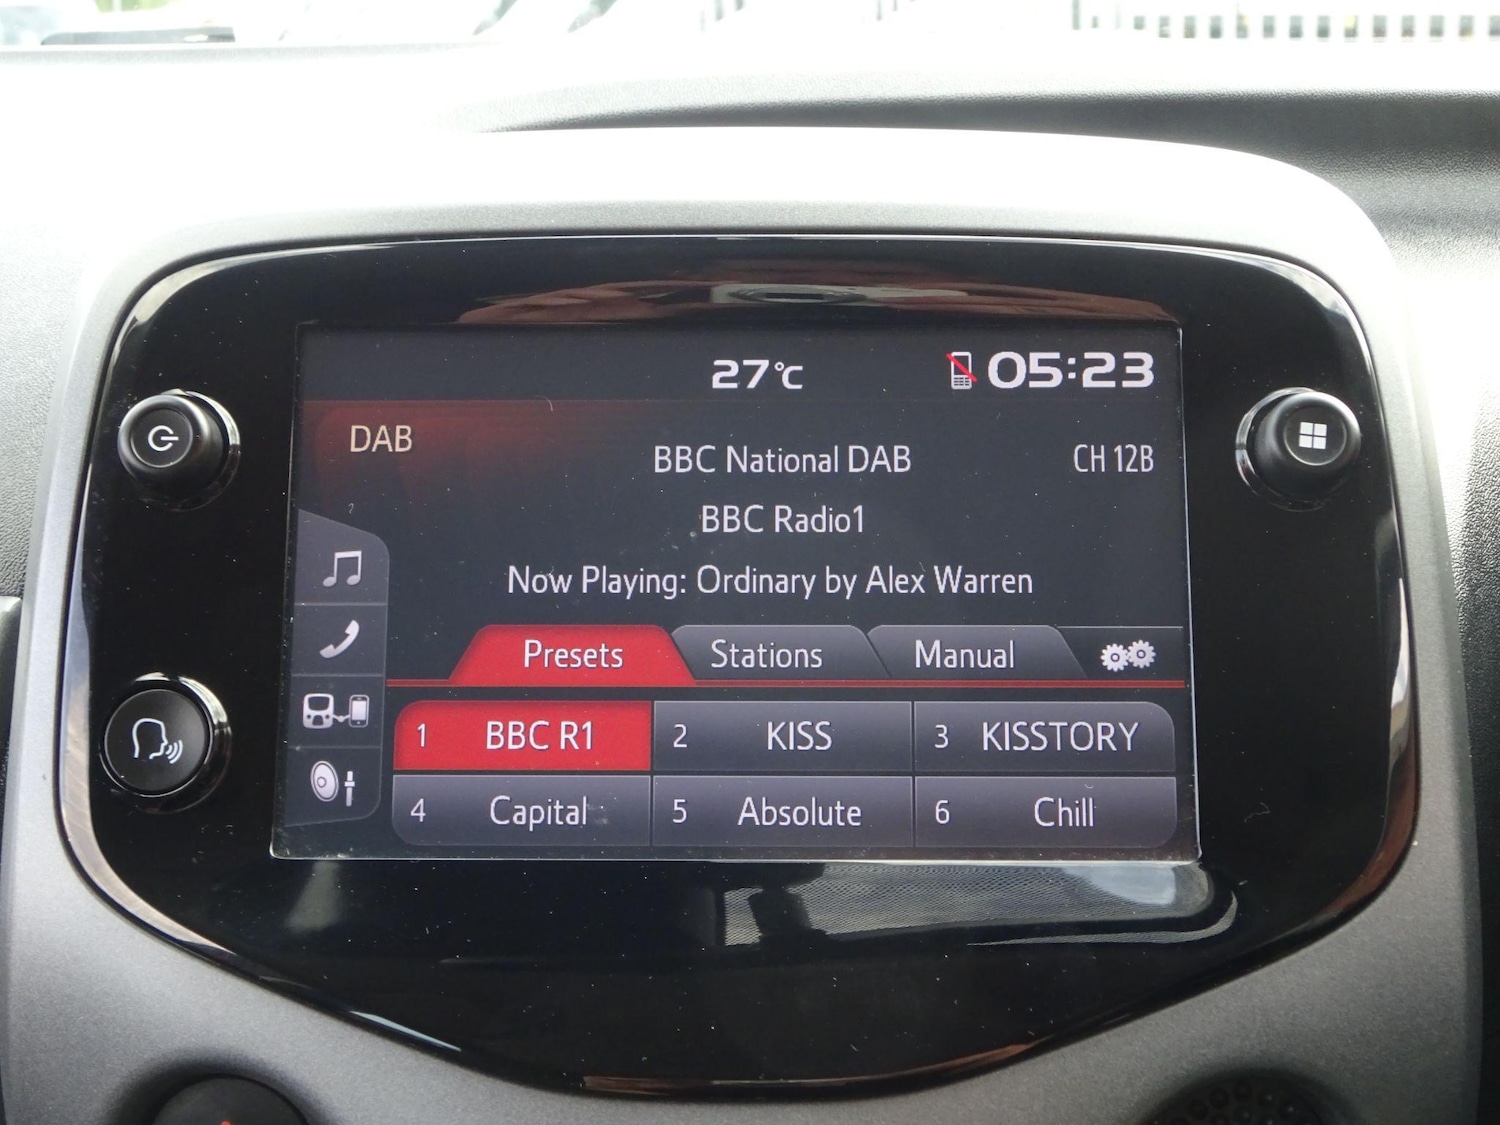 27°C 05:23
DAB
BBC National DAB CH 12B
BBC Radio1
Now Playing: Ordinary by Alex Warren
Presets Stations Manual
1 BBC R1 2 KISS 3 KISSTORY
4 Capital 5 Absolute 6 Chill